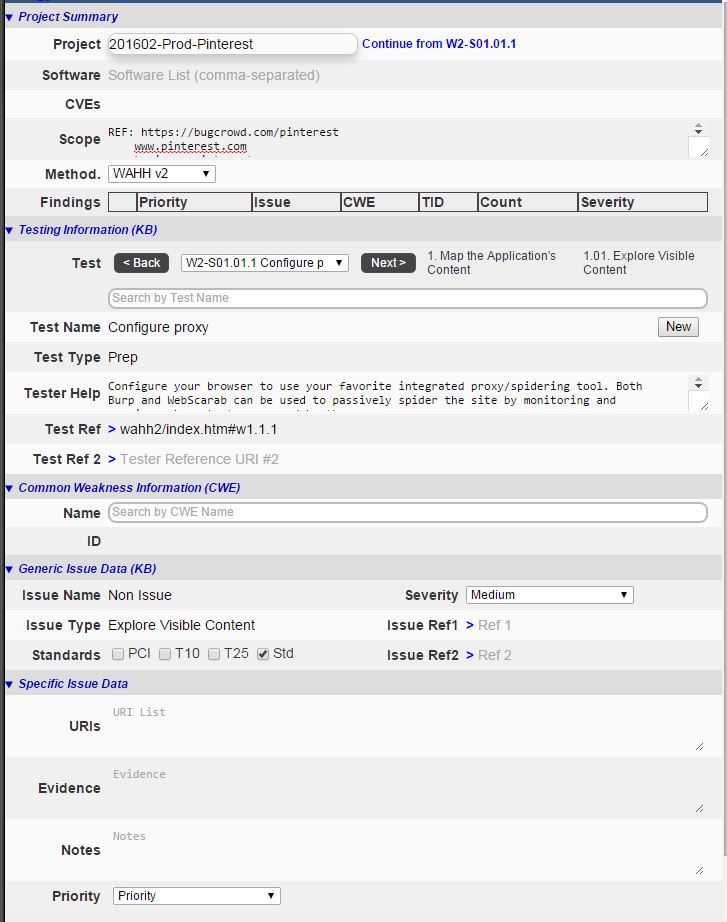 Project Summary
Project 201602-Prod-Pinterest Continue from W2-S01.01.1
Software Software List (comma-separated)
CVEs
Scope REF: https://bugcrowd.com/pinterest
www.pinterest.com
Method. WAHH v2
Findings Priority Issue CWE TID Count Severity
Testing Information (KB)
Test < Back W2-S01.01.1 Configure p Next > 1. Map the Application's Content 1.01. Explore Visible Content
Search by Test Name
Test Name Configure proxy New
Test Type Prep
Tester Help Configure your browser to use your favorite integrated proxy/spidering tool. Both
Burp and WebScarab can be used to passively spider the site by monitoring and
Test Ref > wahh2/index.htm#w1.1.1
Test Ref 2 > Tester Reference URI #2
Common Weakness Information (CWE)
Name Search by CWE Name
ID
Generic Issue Data (KB)
Issue Name Non Issue Severity Medium
Issue Type Explore Visible Content Issue Ref1 > Ref 1
Standards PCI T10 T25 Std Issue Ref2 > Ref 2
Specific Issue Data
URIs URI List
Evidence Evidence
Notes Notes
Priority Priority